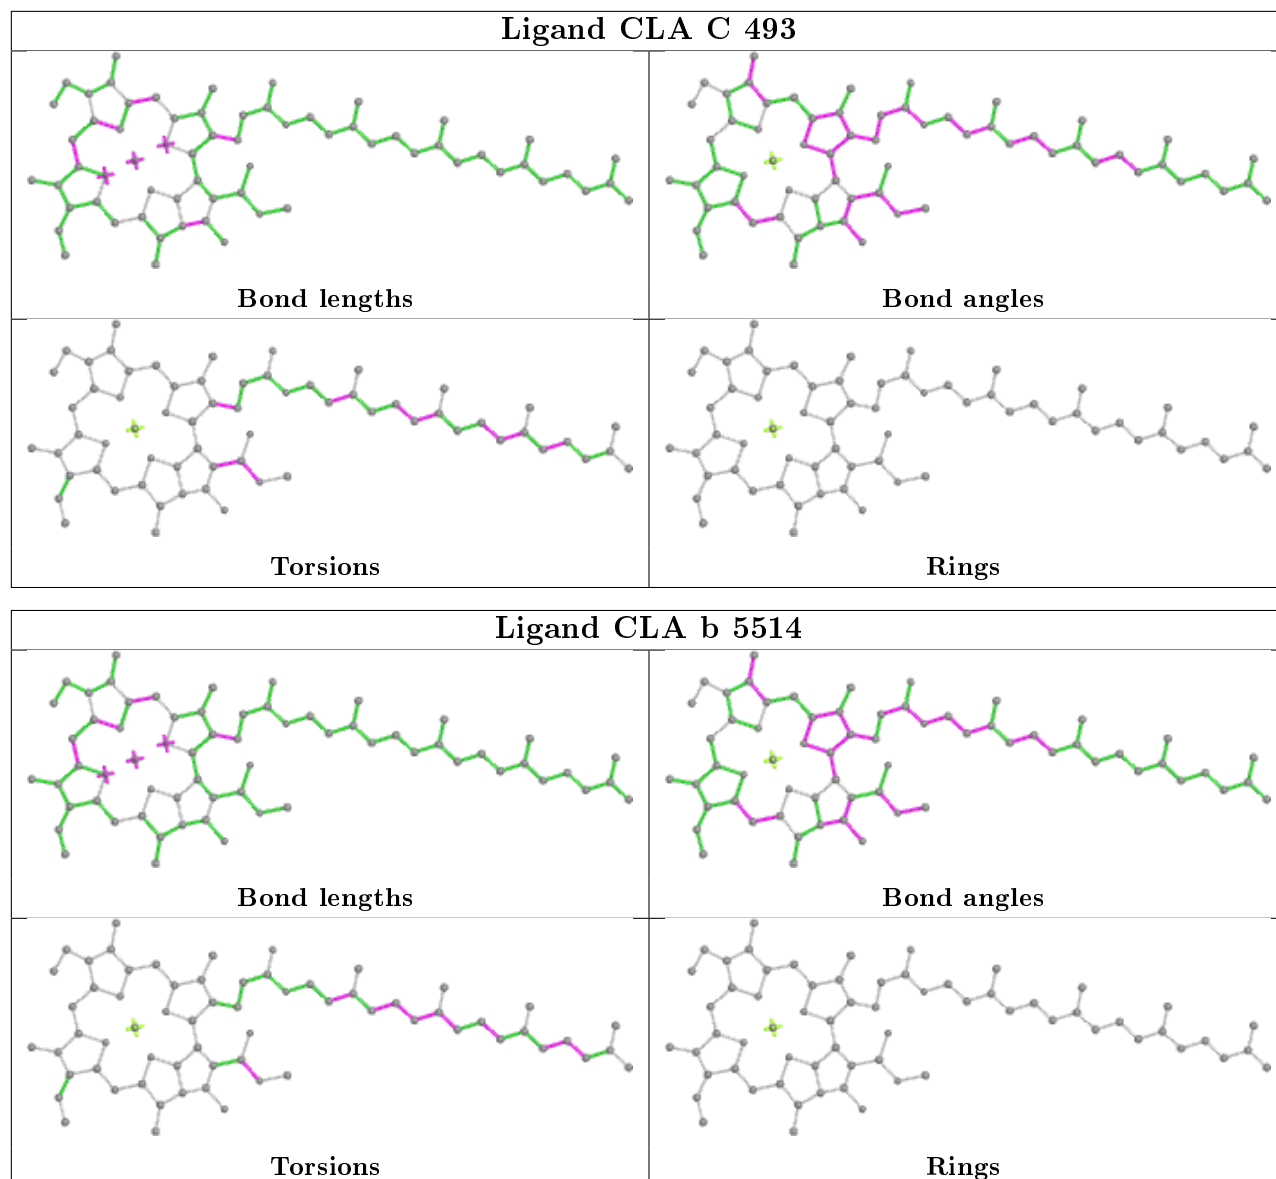 Ligand CLA C 493
Bond lengths
Bond angles
Torsions
Rings
Ligand CLA b 5514
Bond lengths
Bond angles
Torsions
Rings